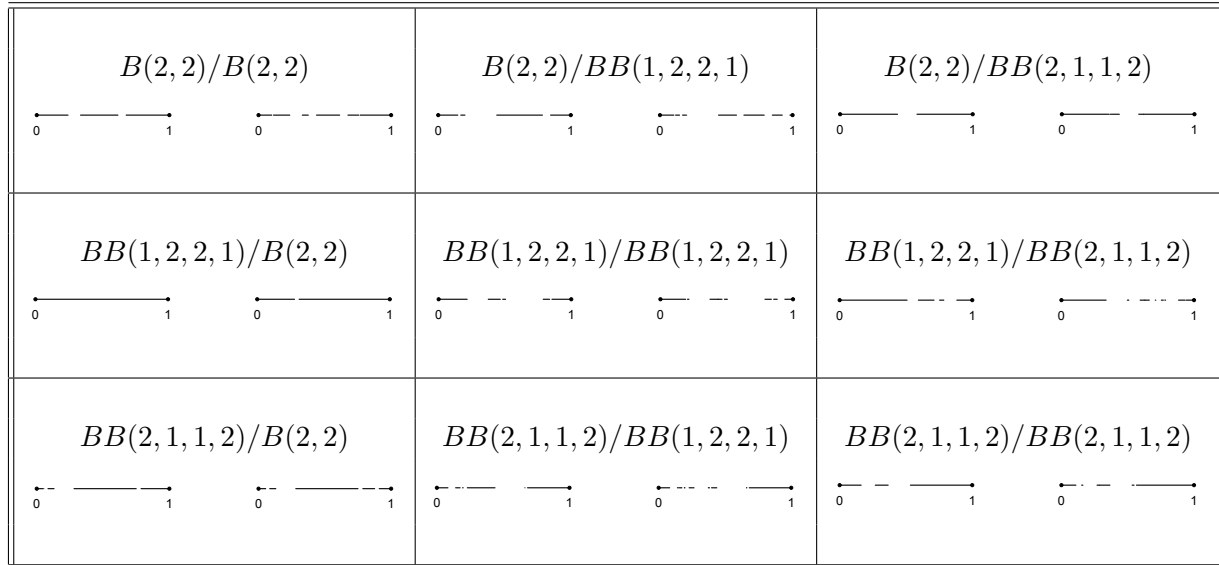 B(2, 2)/B(2, 2)
B(2, 2)/BB(1, 2, 2, 1)
B(2, 2)/BB(2, 1, 1, 2)
0 1 0 1
0 1 0 1
0 1 0 1
BB(1, 2, 2, 1)/B(2, 2)
BB(1, 2, 2, 1)/BB(1, 2, 2, 1)
BB(1, 2, 2, 1)/BB(2, 1, 1, 2)
0 1 0 1
0 1 0 1
0 1 0 1
BB(2, 1, 1, 2)/B(2, 2)
BB(2, 1, 1, 2)/BB(1, 2, 2, 1)
BB(2, 1, 1, 2)/BB(2, 1, 1, 2)
0 1 0 1
0 1 0 1
0 1 0 1